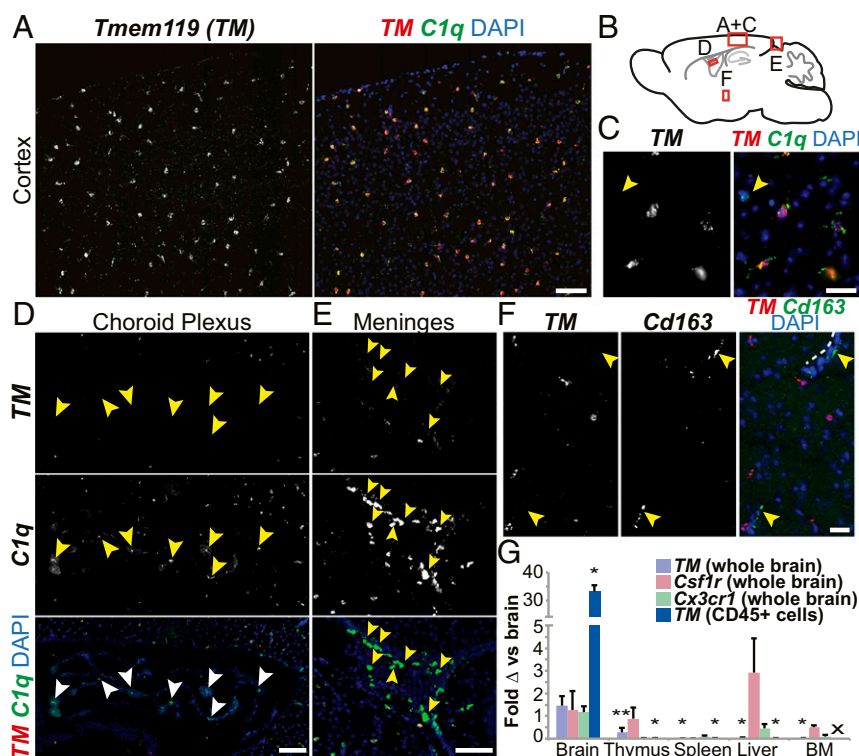 A
Tmem119 (TM)
TM C1q DAPI
Cortex
B
A+C
D
E
F
C
TM
TM C1q DAPI
D
Choroid Plexus
E
Meninges
TM
C1q
TM C1q DAPI
F
TM
Cd163
TM Cd163
DAPI
G
Fold Δ vs brain
40
30
20
5
4
3
2
1
0
TM (whole brain)
Csf1r (whole brain)
Cx3cr1 (whole brain)
TM (CD45+ cells)
*
**
*
*
*
*
*
*
x
Brain Thymus Spleen Liver BM